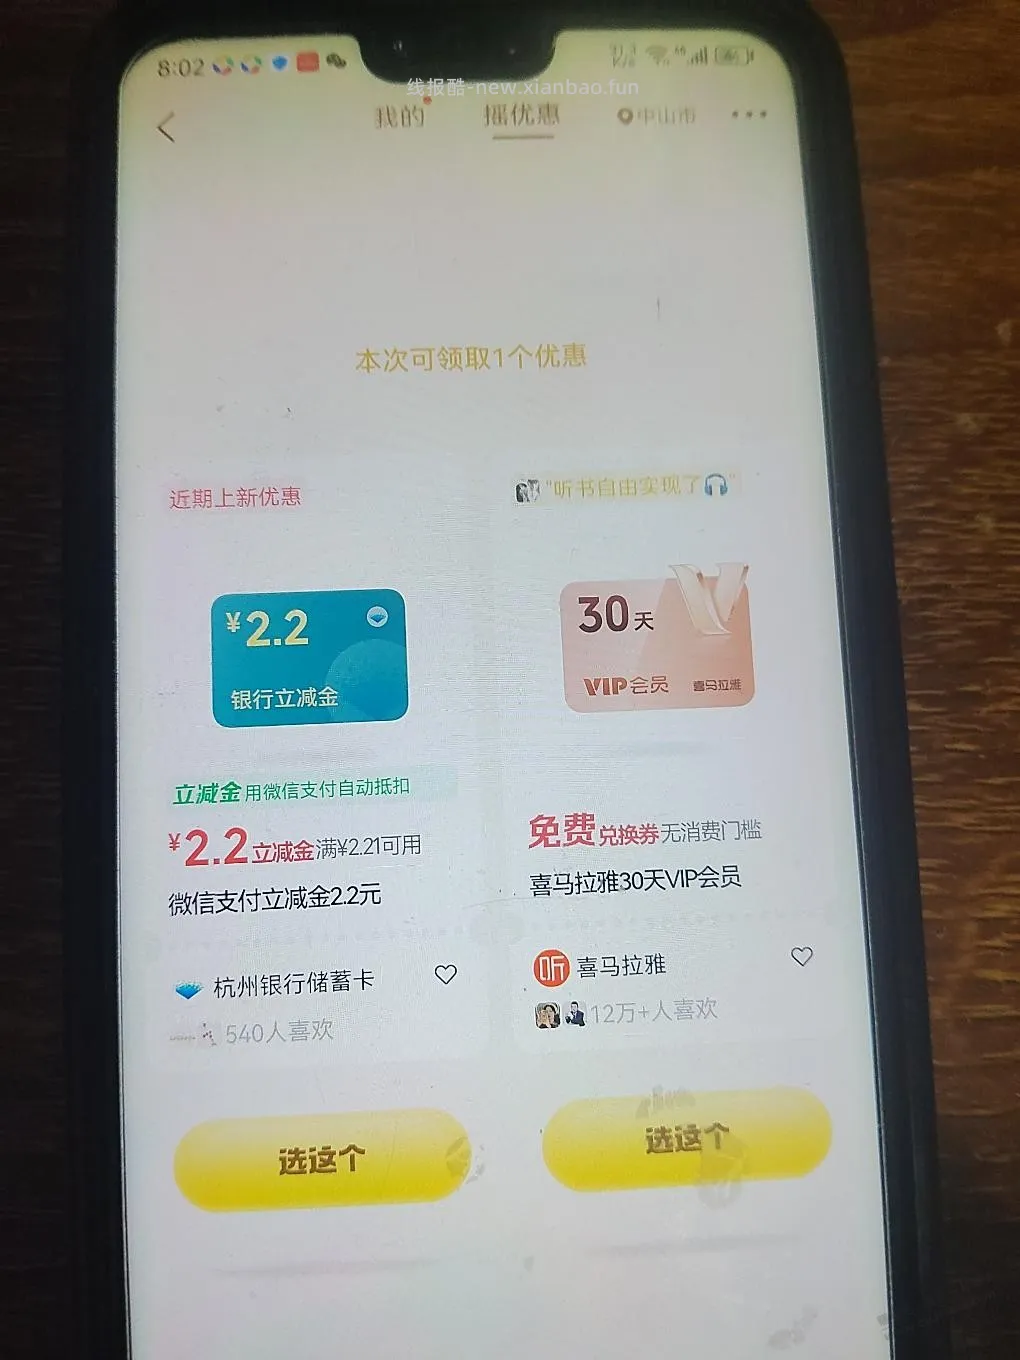 8:02
线报酷-new.xianbao.fun
我的
摇优惠
中山市
本次可领取1个优惠
近期上新优惠
"听书自由实现了🎧"
¥2.2
银行立减金
30天
VIP会员
喜马拉雅
立减金用微信支付自动抵扣
¥2.2立减金满¥2.21可用
微信支付立减金2.2元
免费兑换券无消费门槛
喜马拉雅30天VIP会员
杭州银行储蓄卡
540人喜欢
听
喜马拉雅
12万+人喜欢
选这个
选这个